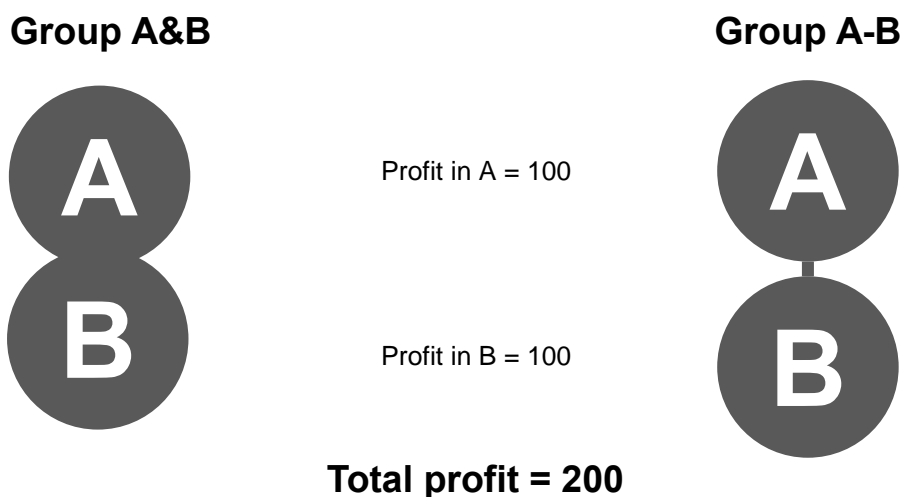 Group A&B
Group A-B
A
Profit in A = 100
A
B
Profit in B = 100
B
Total profit = 200